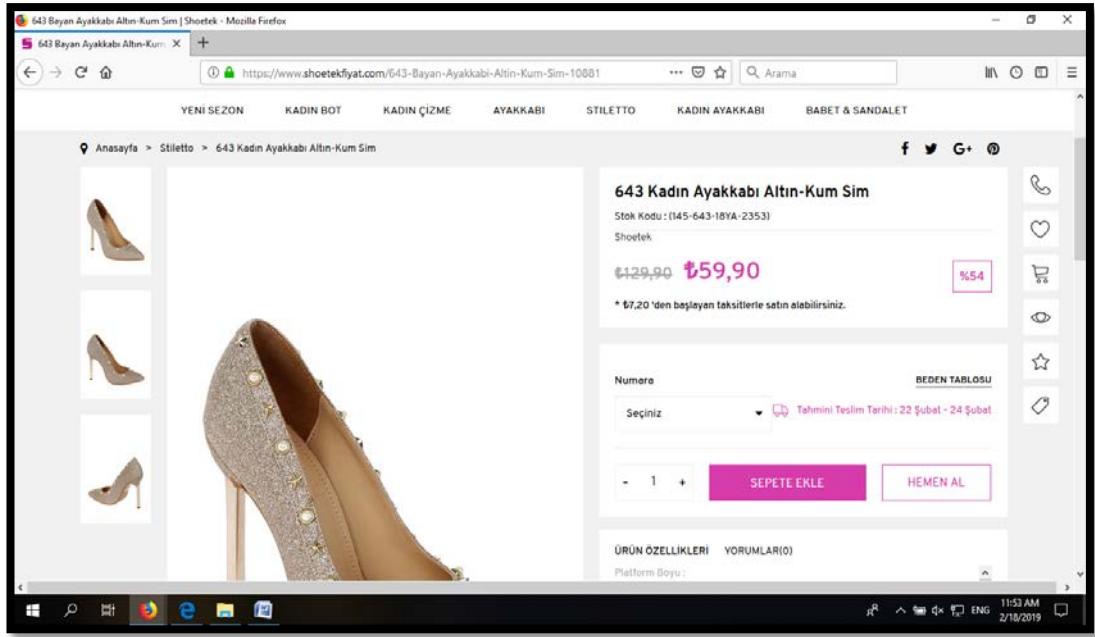 643 Bayan Ayakkabı Altın-Kum Sim | Shoetek - Mozilla Firefox
643 Bayan Ayakkabı Altın-Kum
https://www.shoetekfiyat.com/643-Bayan-Ayakkabi-Altin-Kum-Sim-10881
Arama
YENİ SEZON KADIN BOT KADIN ÇİZME AYAKKABI STILETTO KADIN AYAKKABI BABET & SANDALET
Anasayfa > Stiletto > 643 Kadın Ayakkabı Altın-Kum Sim
643 Kadın Ayakkabı Altın-Kum Sim
Stok Kodu : (145-643-18YA-2353)
Shoetek
₺129,90 ₺59,90 %54
* ₺7,20 'den başlayan taksitlerle satın alabilirsiniz.
Numara BEDEN TABLOSU
Seçiniz Tahmini Teslim Tarihi : 22 Şubat - 24 Şubat
- 1 + SEPETE EKLE HEMEN AL
ÜRÜN ÖZELLİKLERİ YORUMLAR(0)
Platform Boyu :
ENG 11:53 AM
2/18/2019